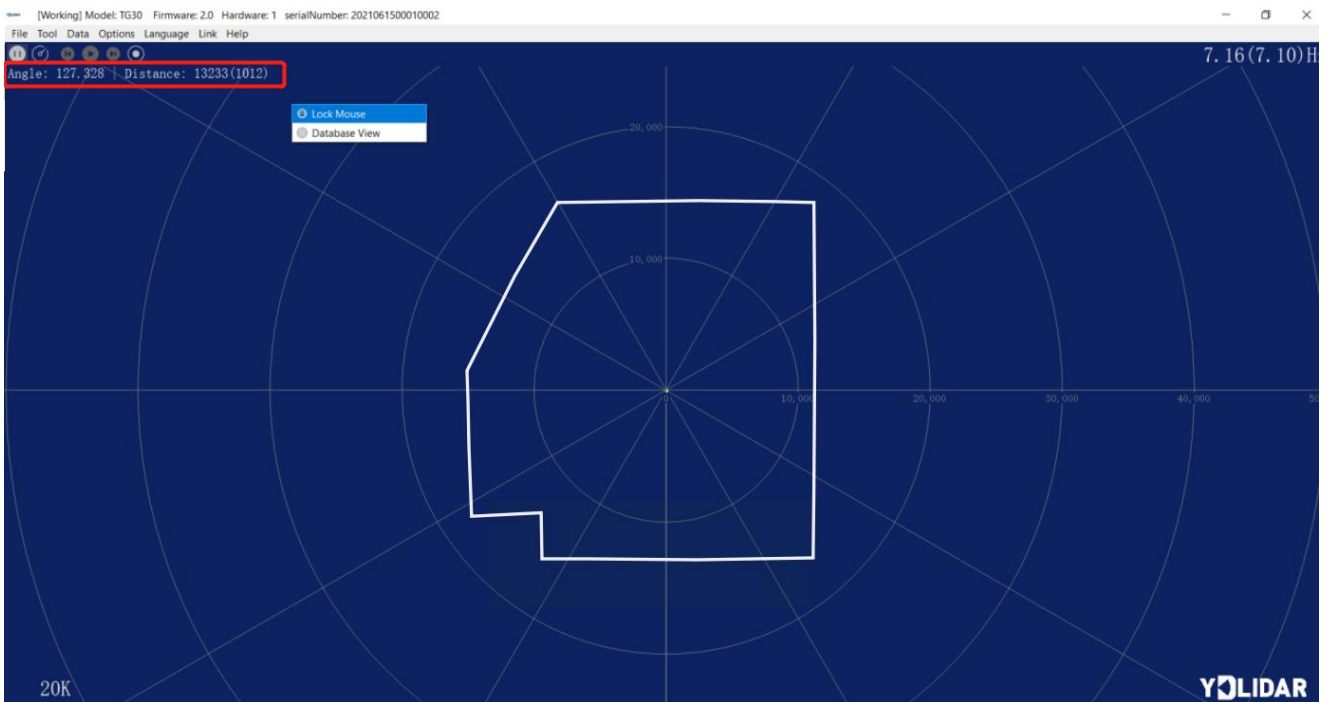 [Working] Model: TG30 Firmware: 2.0 Hardware: 1 serialNumber: 2021061500010002
File Tool Data Options Language Link Help
7.16(7.10)H
Angle: 127.328 | Distance: 13233(1012)
Lock Mouse
Database View
20,000
10,000
0
10,000
20,000
30,000
40,000
50
20K
YDLIDAR